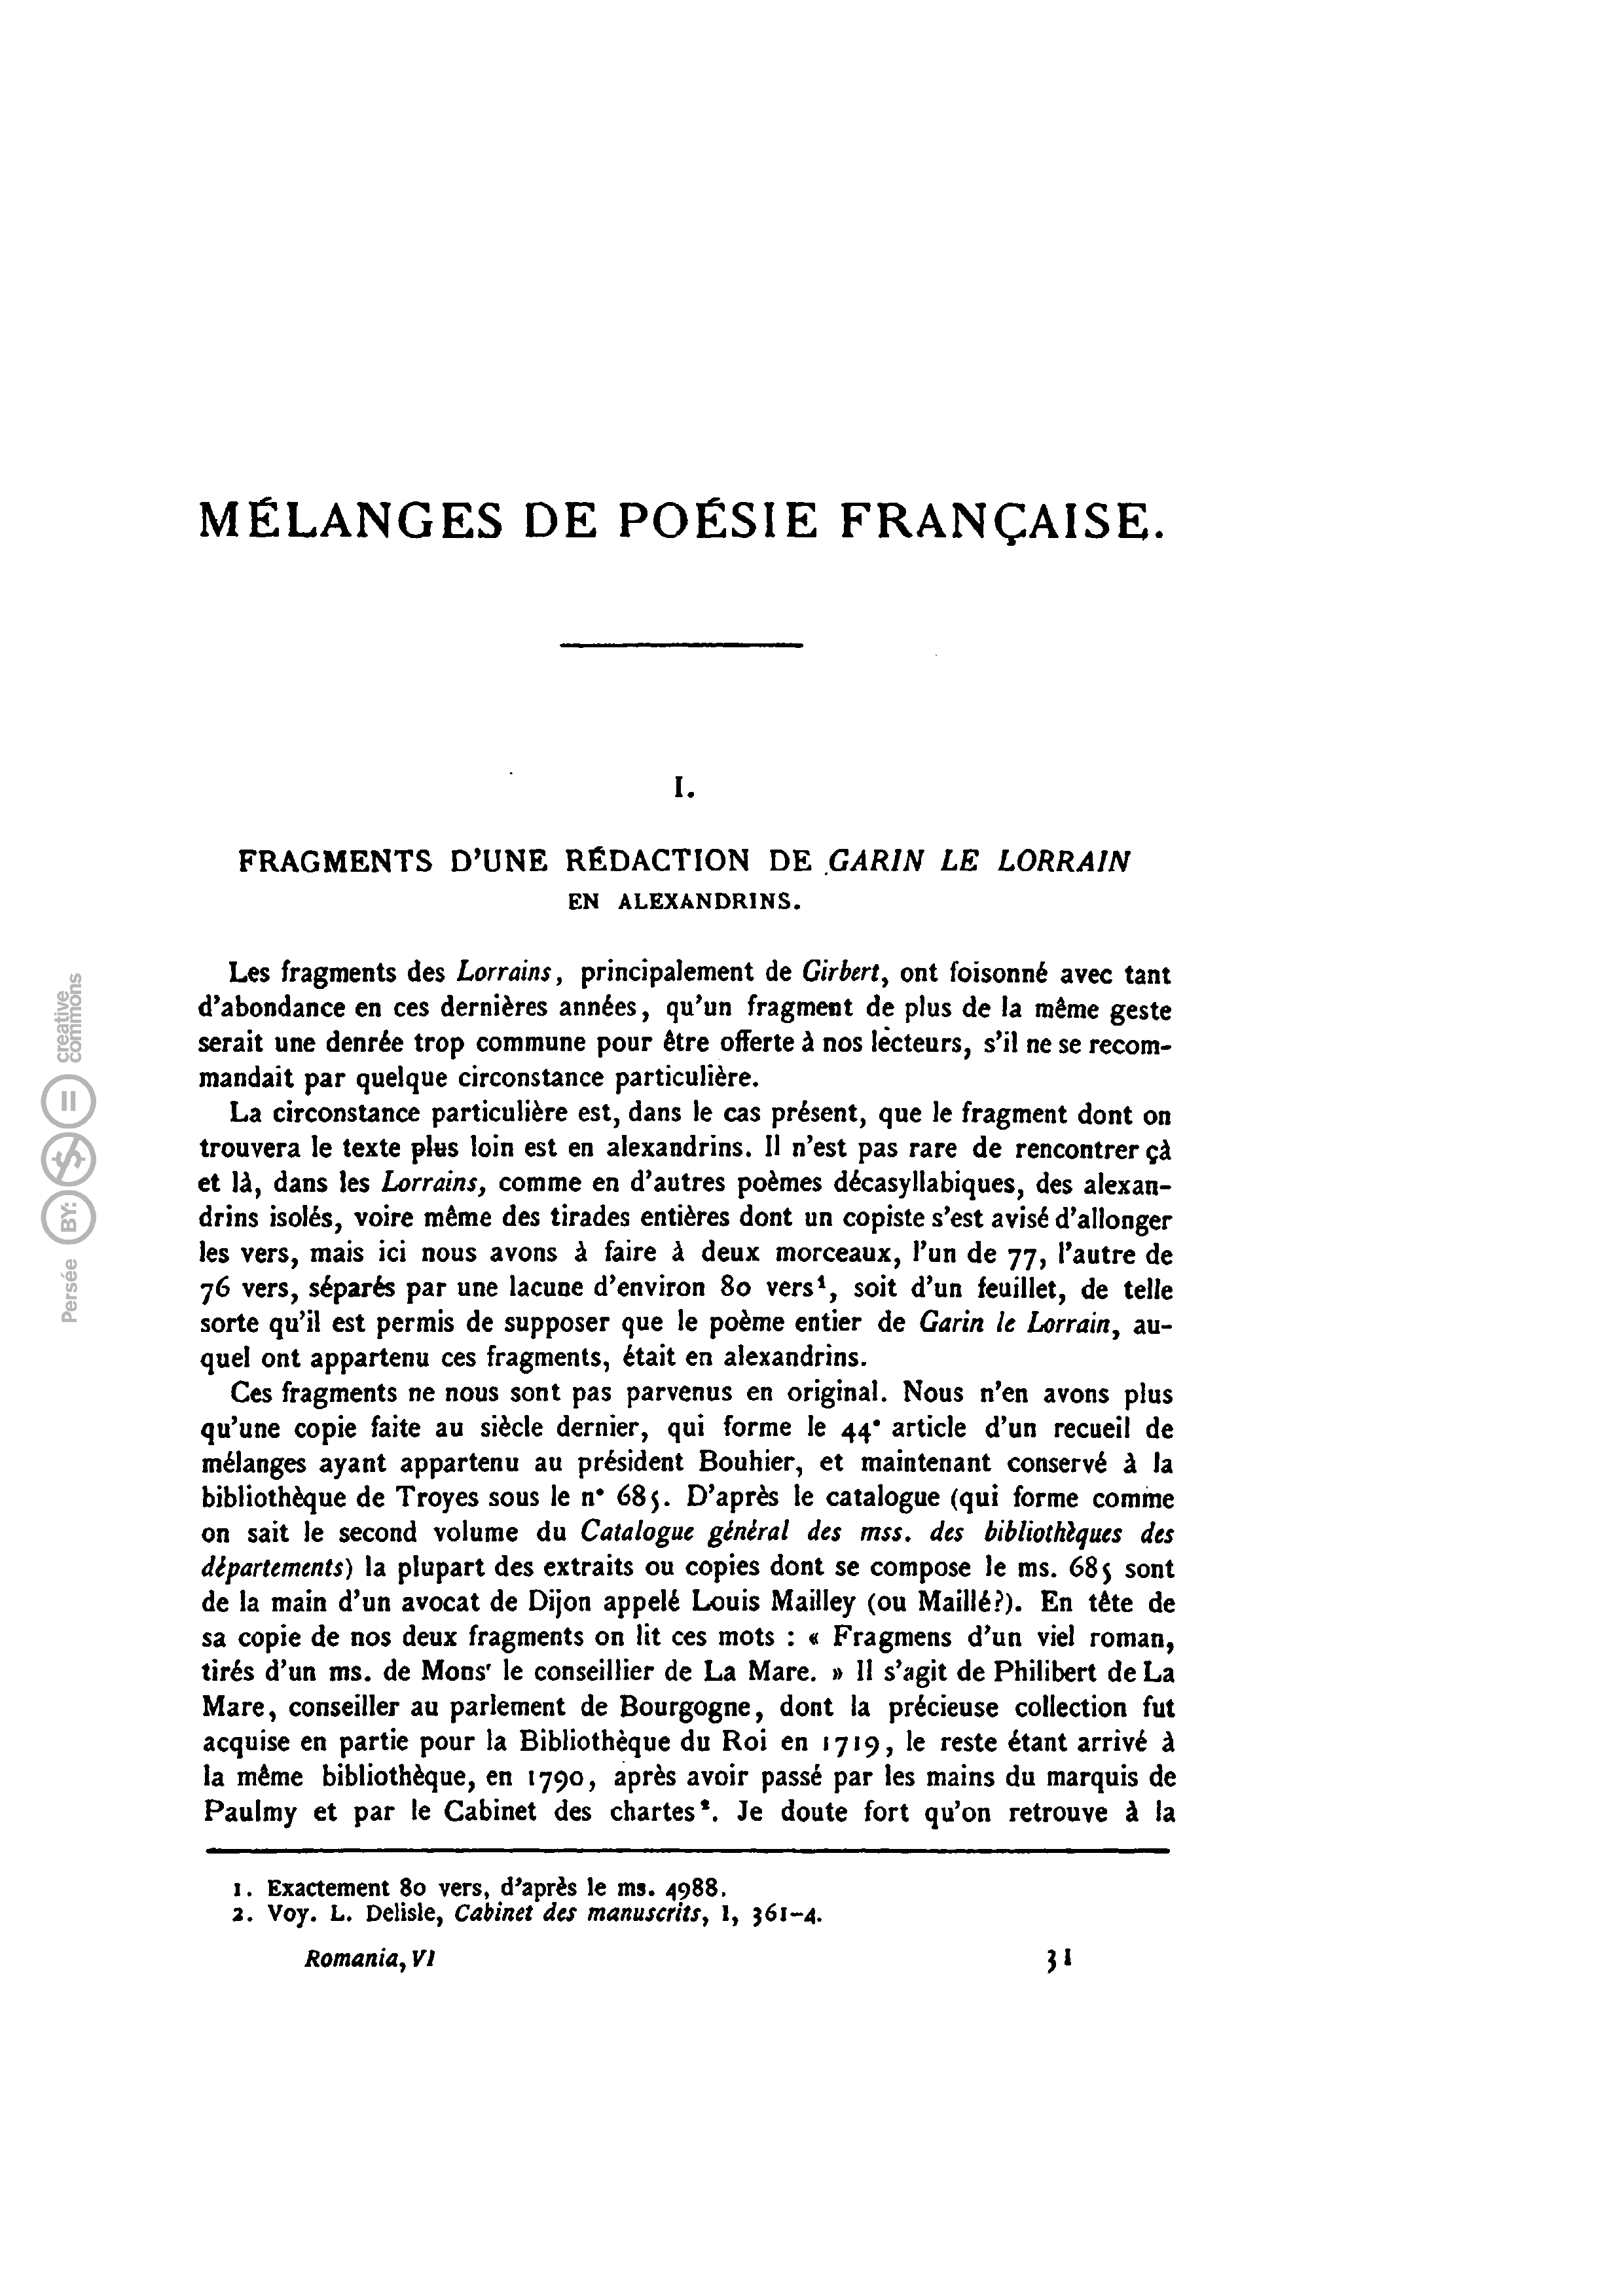 MÉLANGES DE POÉSIE FRANÇAISE.
I.
FRAGMENTS D'UNE RÉDACTION DE GARIN LE LORRAIN
EN ALEXANDRINS.
Les fragments des Lorrains, principalement de Girbert, ont foisonné avec tant
d'abondance en ces dernières années, qu'un fragment de plus de la même geste
serait une denrée trop commune pour être offerte à nos lecteurs, s'il ne se recom-
mandait par quelque circonstance particulière.
La circonstance particulière est, dans le cas présent, que le fragment dont on
trouvera le texte plus loin est en alexandrins. Il n'est pas rare de rencontrer çà
et là, dans les Lorrains, comme en d'autres poèmes décasyllabiques, des alexan-
drins isolés, voire même des tirades entières dont un copiste s'est avisé d'allonger
les vers, mais ici nous avons à faire à deux morceaux, l'un de 77, l'autre de
76 vers, séparés par une lacune d'environ 80 vers¹, soit d'un feuillet, de telle
sorte qu'il est permis de supposer que le poème entier de Garin le Lorrain, au-
quel ont appartenu ces fragments, était en alexandrins.
Ces fragments ne nous sont pas parvenus en original. Nous n'en avons plus
qu'une copie faite au siècle dernier, qui forme le 44e article d'un recueil de
mélanges ayant appartenu au président Bouhier, et maintenant conservé à la
bibliothèque de Troyes sous le n° 685. D'après le catalogue (qui forme comme
on sait le second volume du Catalogue général des mss. des bibliothèques des
départements) la plupart des extraits ou copies dont se compose le ms. 685 sont
de la main d'un avocat de Dijon appelé Louis Mailley (ou Maillé?). En tête de
sa copie de nos deux fragments on lit ces mots : « Fragmens d'un viel roman,
tirés d'un ms. de Monsr le conseillier de La Mare. » Il s'agit de Philibert de La
Mare, conseiller au parlement de Bourgogne, dont la précieuse collection fut
acquise en partie pour la Bibliothèque du Roi en 1719, le reste étant arrivé à
la même bibliothèque, en 1790, après avoir passé par les mains du marquis de
Paulmy et par le Cabinet des chartes². Je doute fort qu'on retrouve à la
1. Exactement 80 vers, d'après le ms. 4988.
2. Voy. L. Delisle, Cabinet des manuscrits, I, 361-4.
Romania, VI 31
Persée BY: creative commons